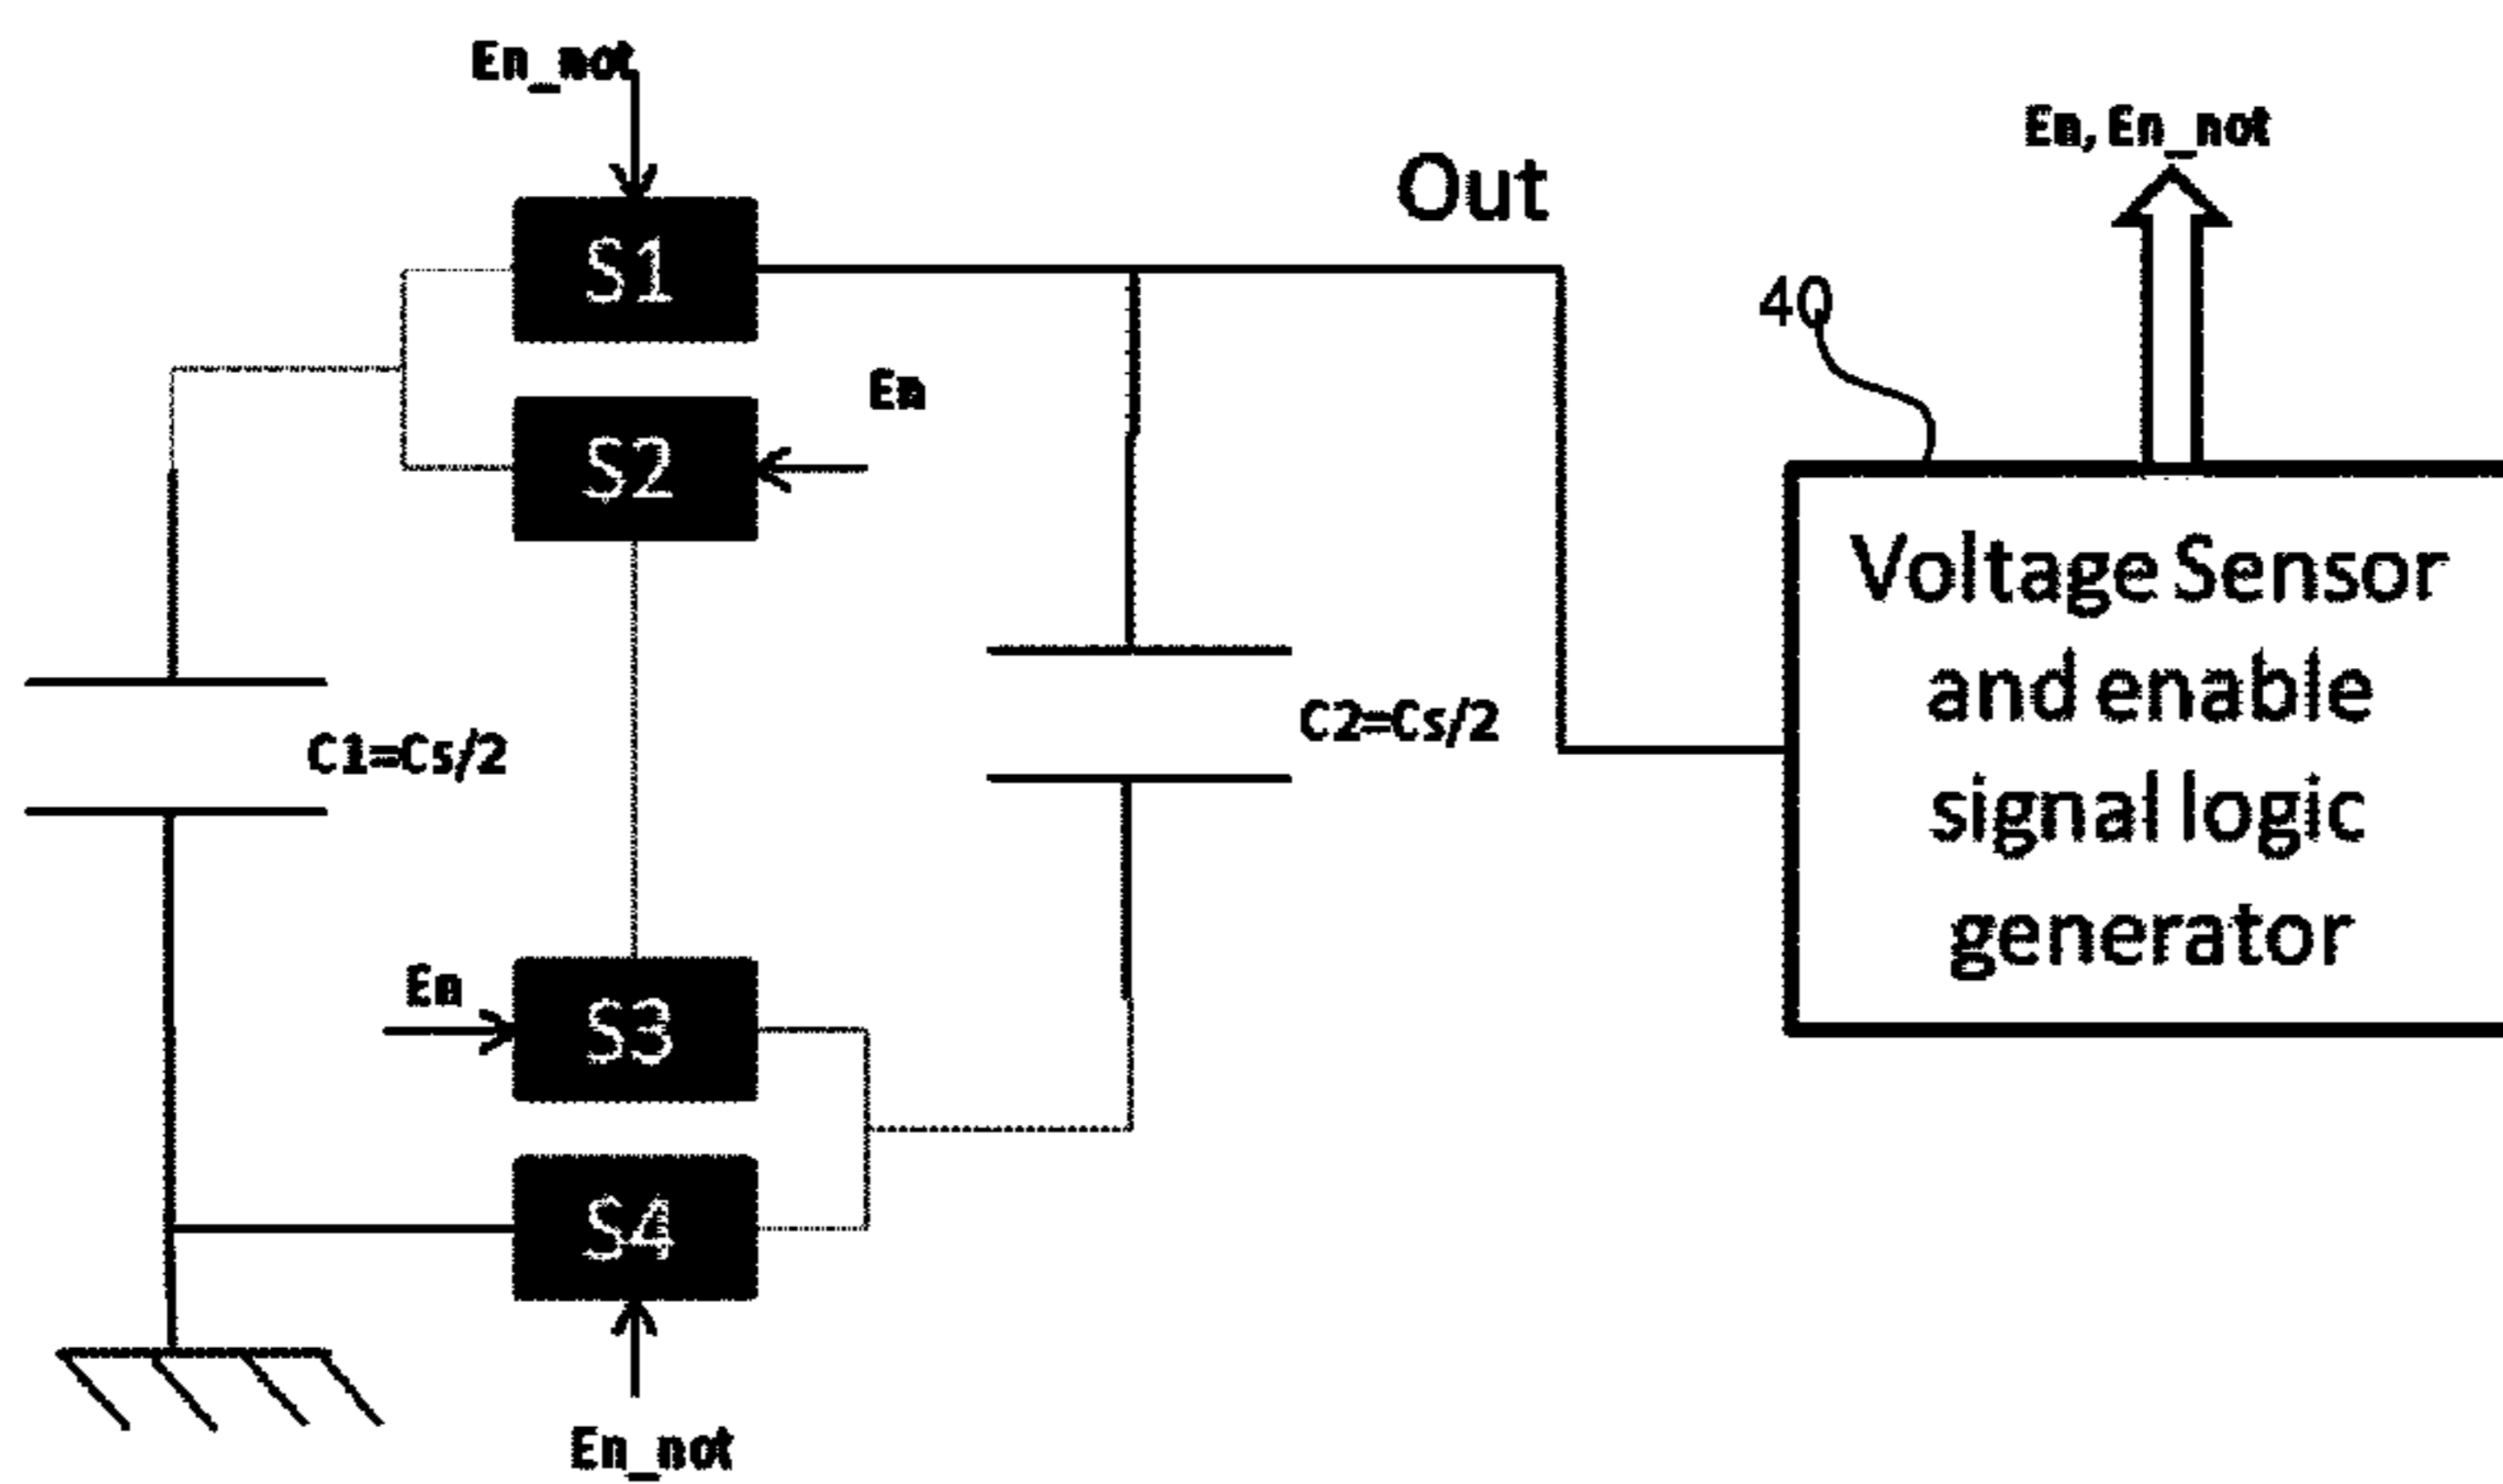 En_not
En, En_not
Out
S1
40
En
S2
Voltage Sensor
and enable
signal logic
generator
C2=Cs/2
C1=Cs/2
En
S3
S4
En_not